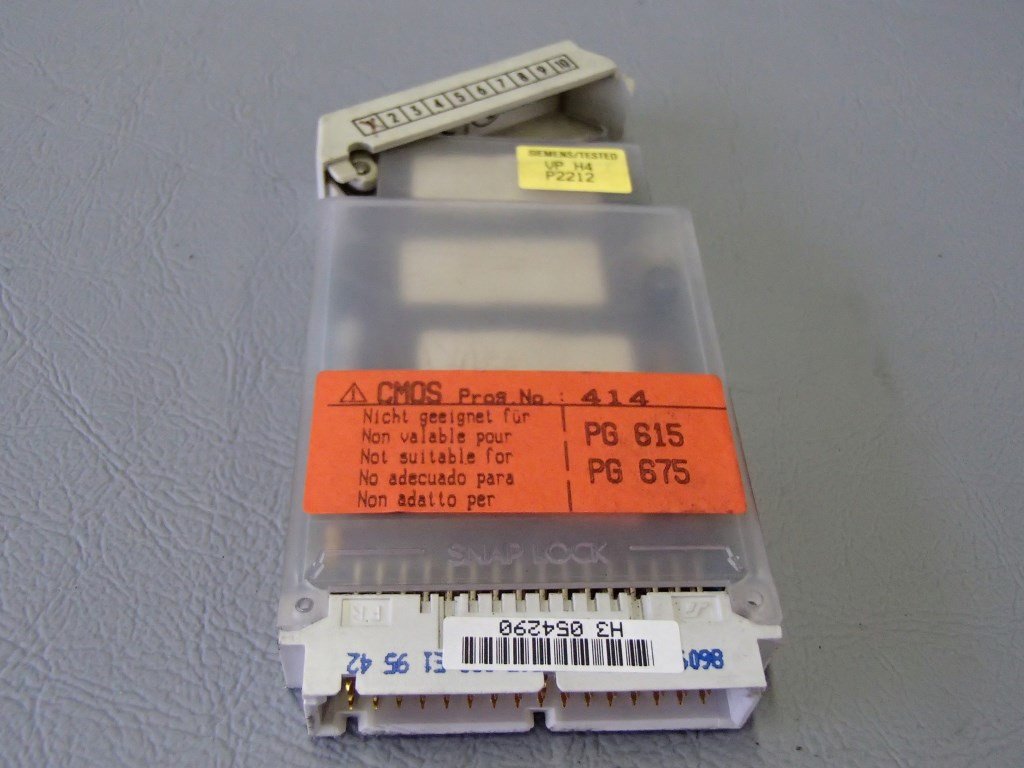 X 2 3 4 5 6 7 8 9 10
SIEMENS/TESTED
VP H4
P2212
⚠ CMOS Prog.No.: 414
Nicht geeignet für
Non valable pour
Not suitable for
No adecuado para
Non adatto per
PG 615
PG 675
SNAP LOCK
H3 054290
E1 95 42